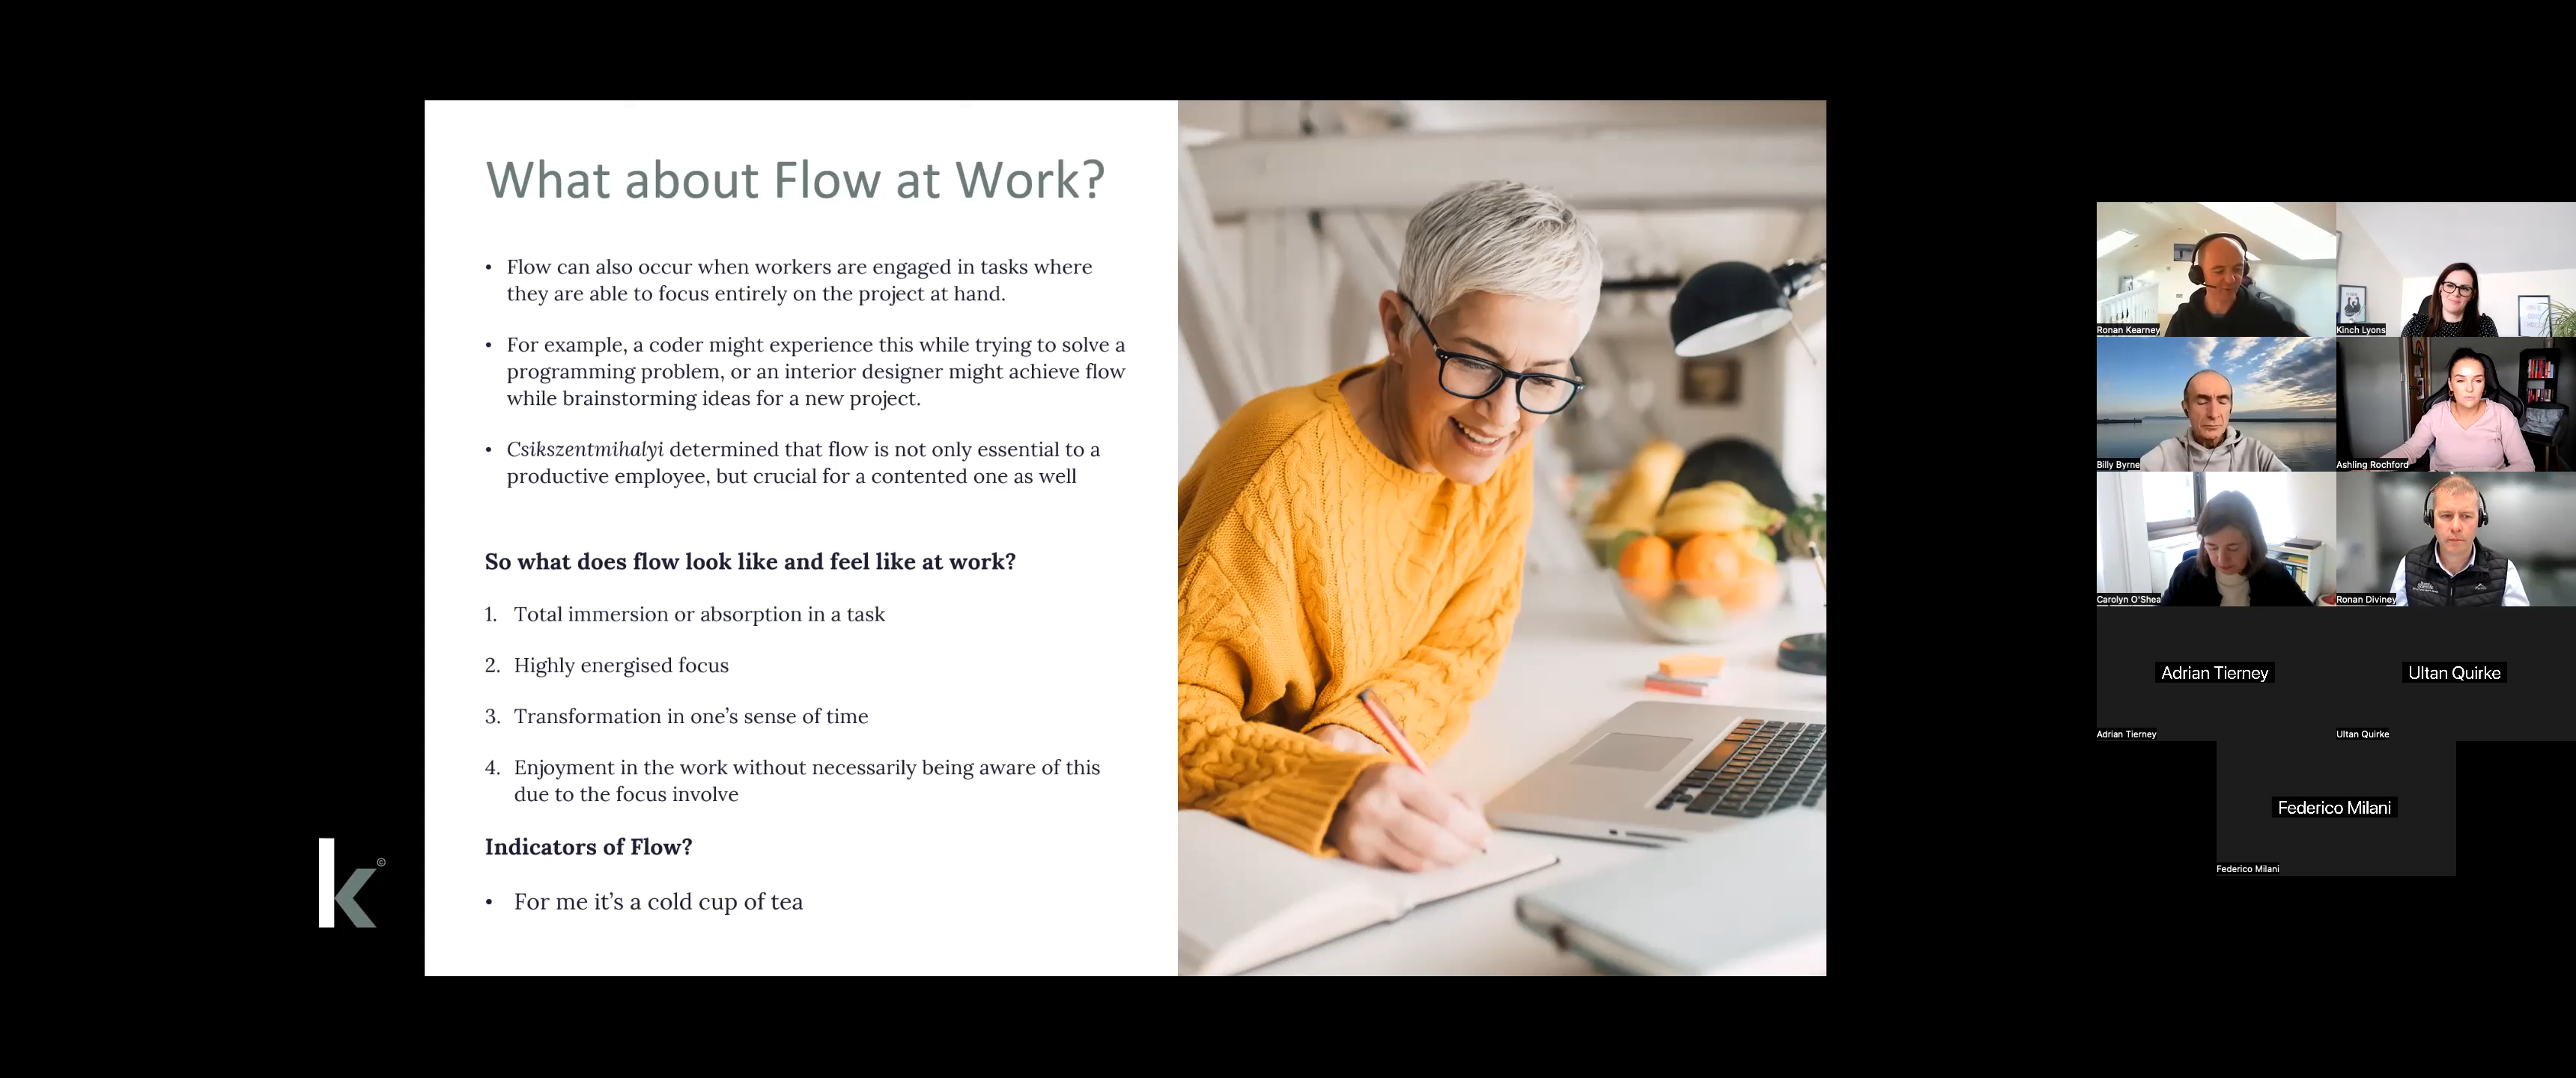 What about Flow at Work?
• Flow can also occur when workers are engaged in tasks where
they are able to focus entirely on the project at hand.
• For example, a coder might experience this while trying to solve a
programming problem, or an interior designer might achieve flow
while brainstorming ideas for a new project.
• Csikszentmihalyi determined that flow is not only essential to a
productive employee, but crucial for a contented one as well
So what does flow look like and feel like at work?
1. Total immersion or absorption in a task
2. Highly energised focus
3. Transformation in one’s sense of time
4. Enjoyment in the work without necessarily being aware of this
due to the focus involve
Indicators of Flow?
• For me it’s a cold cup of tea
k©
Ronan Kearney
Kinch Lyons
Billy Byrne
Ashling Rochford
Carolyn O'Shea
Ronan Diviney
Adrian Tierney
Adrian Tierney
Ultan Quirke
Ultan Quirke
Federico Milani
Federico Milani